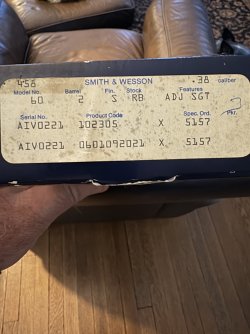 458 SMITH & WESSON .38 caliber
Model No. Barrel Fin. Stock Features
60 2 S RB ADJ SGT
Serial No. Product Code Spec. Ord. Pkr.
AIV0221 102305 X 5157
AIV0221 0601092021 X 5157